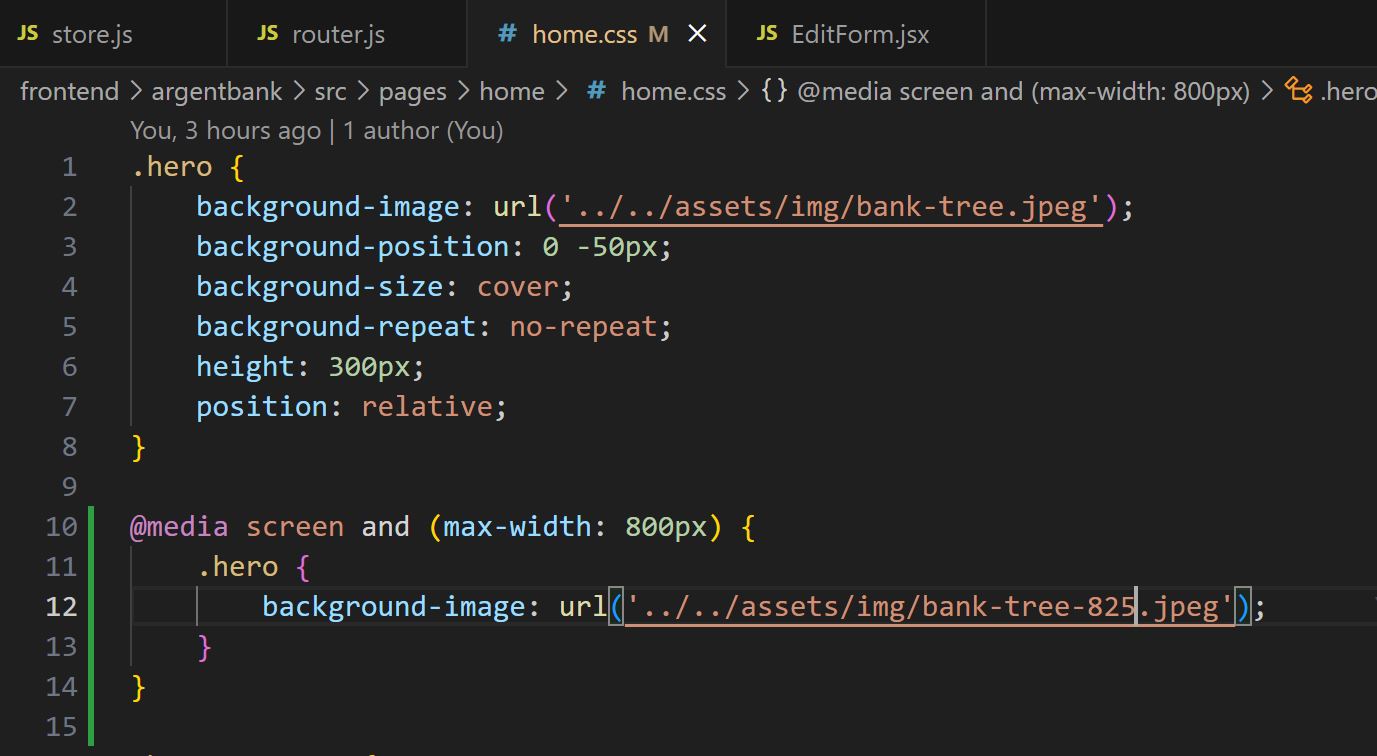 JS store.js JS router.js # home.css M × JS EditForm.jsx
frontend > argentbank > src > pages > home > # home.css > {} @media screen and (max-width: 800px) > .hero
You, 3 hours ago | 1 author (You)
1 .hero {
2 background-image: url('../../assets/img/bank-tree.jpeg');
3 background-position: 0 -50px;
4 background-size: cover;
5 background-repeat: no-repeat;
6 height: 300px;
7 position: relative;
8 }
9
10 @media screen and (max-width: 800px) {
11 .hero {
12 background-image: url('../../assets/img/bank-tree-825.jpeg');
13 }
14 }
15